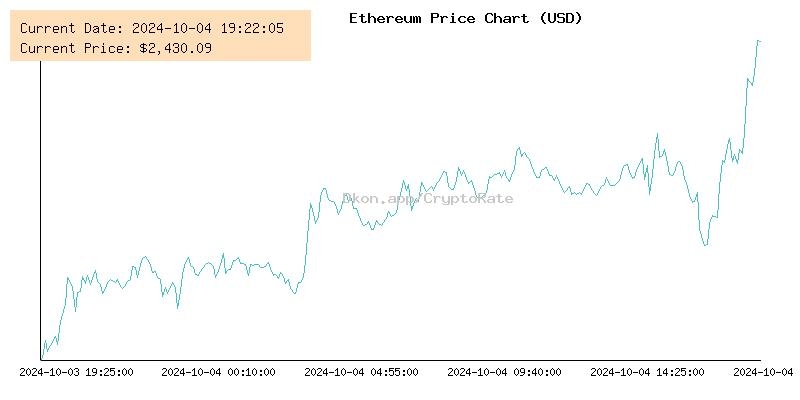 Ethereum Price Chart (USD)
Current Date: 2024-10-04 19:22:05
Current Price: $2,430.09
Dkon.app/CryptoRate
2024-10-03 19:25:00 2024-10-04 00:10:00 2024-10-04 04:55:00 2024-10-04 09:40:00 2024-10-04 14:25:00 2024-10-04